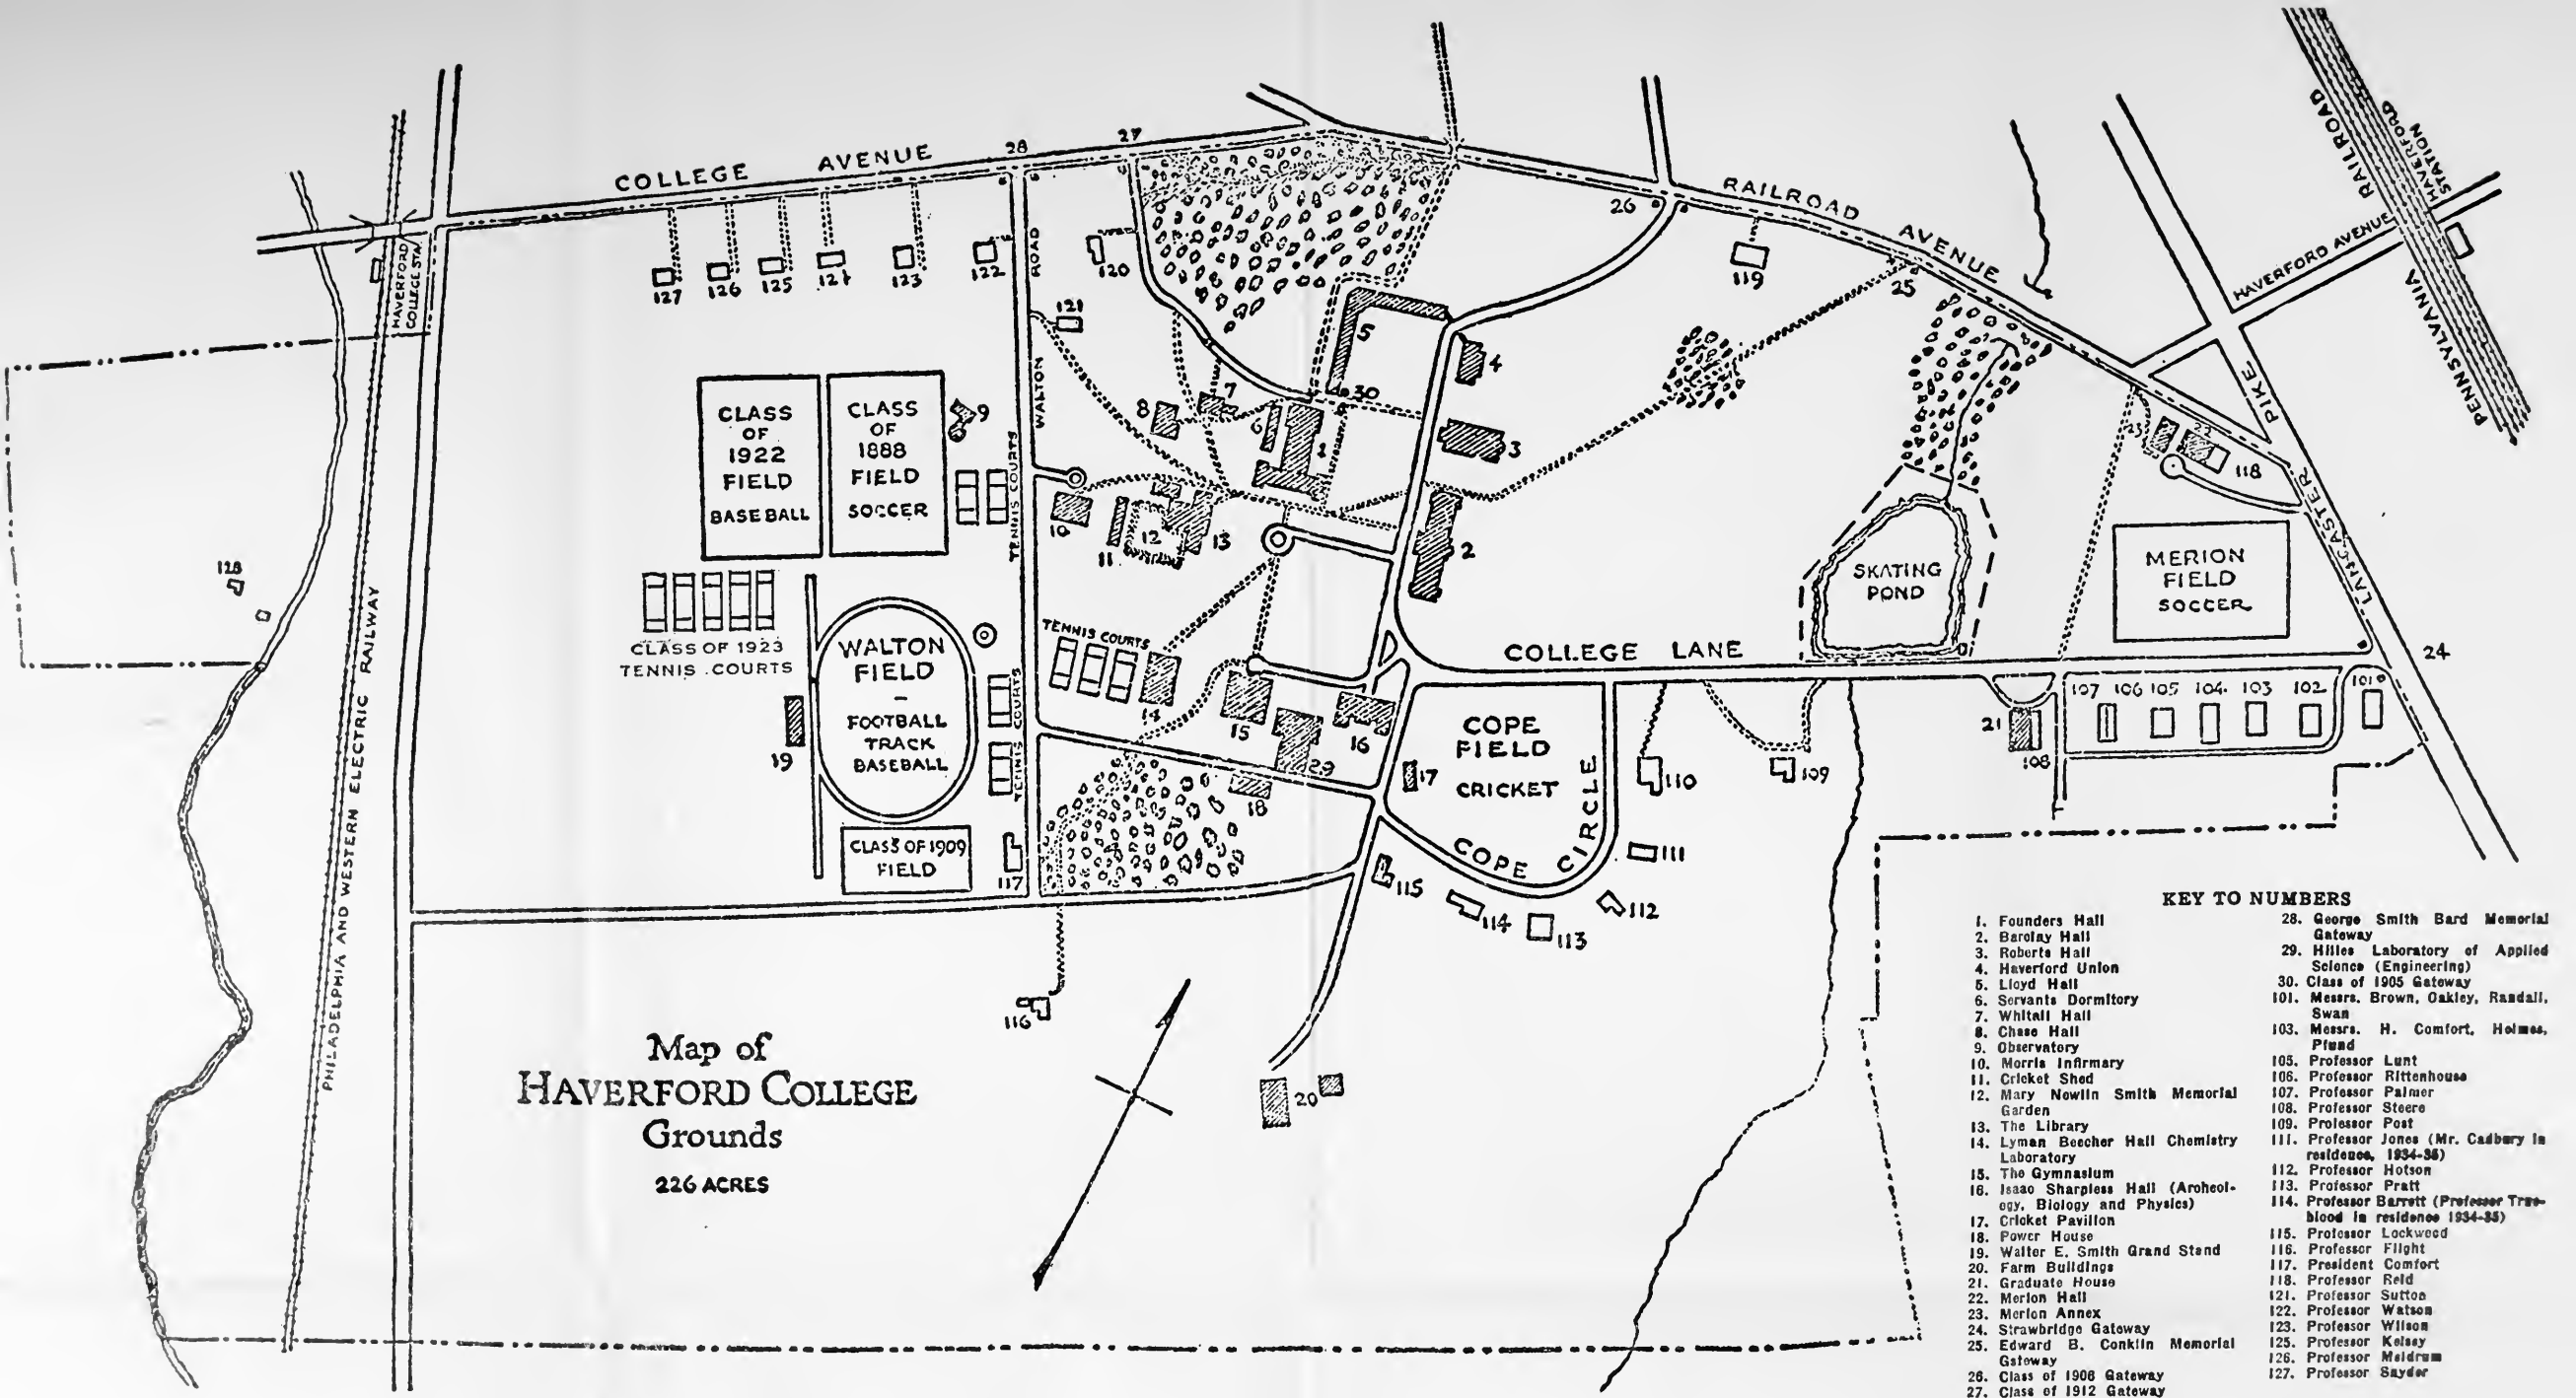 COLLEGE AVENUE
28
27
RAILROAD AVENUE
26
25
HAVERFORD AVENUE
HAVERFORD
STATION
PENNSYLVANIA RAILROAD
LANCASTER PIKE
HAVERFORD
COLLEGE STA.
PHILADELPHIA AND WESTERN ELECTRIC RAILWAY
WALTON ROAD
127
126
125
123
122
120
119
121
128
CLASS
OF
1922
FIELD
BASEBALL
CLASS
OF
1888
FIELD
SOCCER
9
TENNIS COURTS
8
7
6
5
30
4
3
2
10
11
12
13
SKATING
POND
23
22
118
MERION
FIELD
SOCCER
24
CLASS OF 1923
TENNIS COURTS
WALTON
FIELD
-
FOOTBALL
TRACK
BASEBALL
19
TENNIS COURTS
TENNIS COURTS
TENNIS COURTS
14
15
16
29
18
17
COLLEGE LANE
COPE
FIELD
CRICKET
COPE CIRCLE
110
109
21
108
107 106 105 104 103 102 101
CLASS OF 1909
FIELD
117
115
114
113
112
111
116
20
Map of
HAVERFORD COLLEGE
Grounds
226 ACRES
KEY TO NUMBERS
1. Founders Hall
2. Barclay Hall
3. Roberts Hall
4. Haverford Union
5. Lloyd Hall
6. Servants Dormitory
7. Whitall Hall
8. Chase Hall
9. Observatory
10. Morris Infirmary
11. Cricket Shed
12. Mary Newlin Smith Memorial
Garden
13. The Library
14. Lyman Beecher Hall Chemistry
Laboratory
15. The Gymnasium
16. Isaac Sharpless Hall (Archeol-
ogy, Biology and Physics)
17. Cricket Pavilion
18. Power House
19. Walter E. Smith Grand Stand
20. Farm Buildings
21. Graduate House
22. Merion Hall
23. Merion Annex
24. Strawbridge Gateway
25. Edward B. Conklin Memorial
Gateway
26. Class of 1906 Gateway
27. Class of 1912 Gateway
28. George Smith Bard Memorial
Gateway
29. Hilles Laboratory of Applied
Science (Engineering)
30. Class of 1905 Gateway
101. Messrs. Brown, Oakley, Randall,
Swan
103. Messrs. H. Comfort, Holmes,
Pfund
105. Professor Lunt
106. Professor Rittenhouse
107. Professor Palmer
108. Professor Steere
109. Professor Post
111. Professor Jones (Mr. Cadbury in
residence, 1934-35)
112. Professor Hotson
113. Professor Pratt
114. Professor Barrett (Professor True-
blood in residence 1934-35)
115. Professor Lockwood
116. Professor Flight
117. President Comfort
118. Professor Reid
121. Professor Sutton
122. Professor Watson
123. Professor Wilson
125. Professor Kelsey
126. Professor Meldrum
127. Professor Snyder